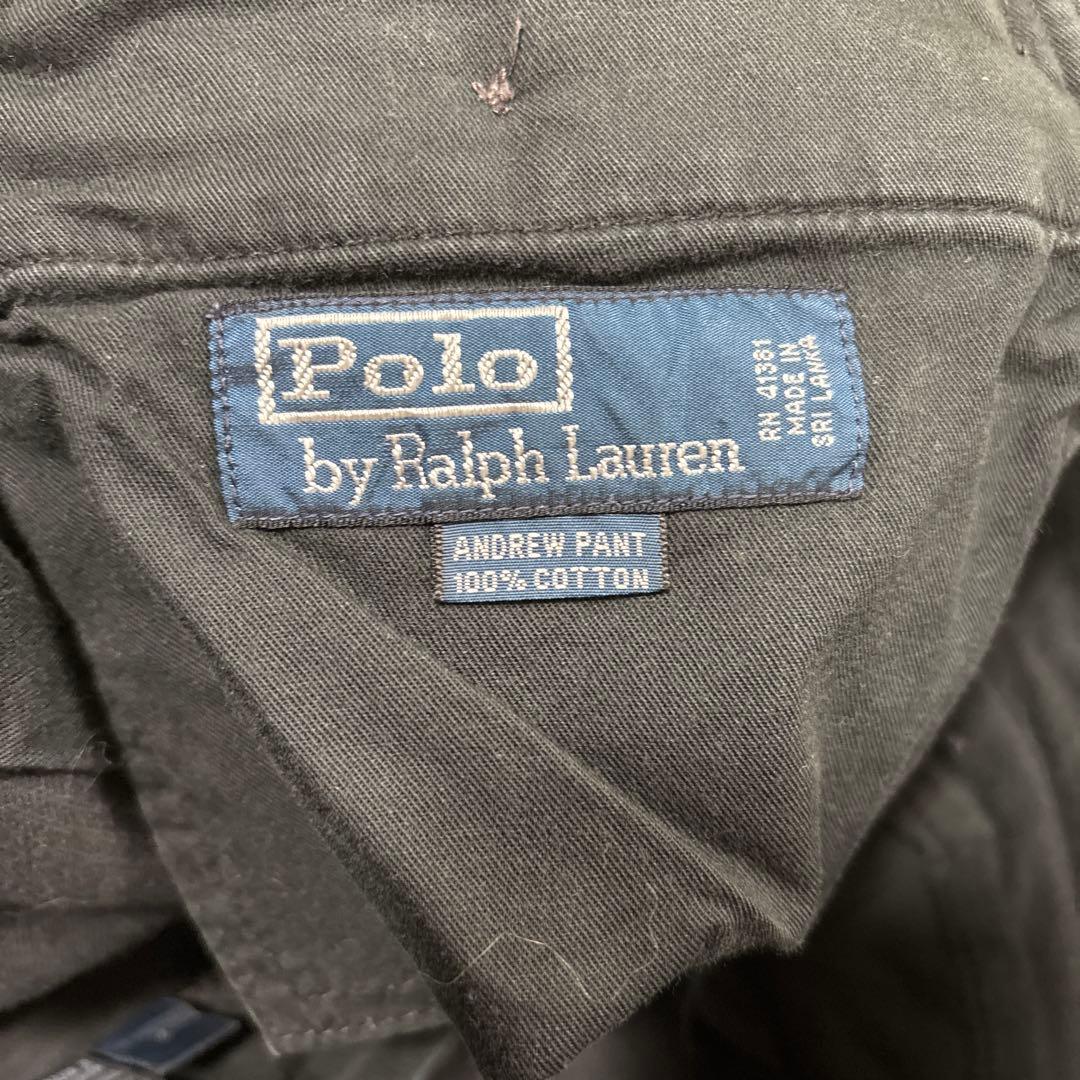 Polo
by Ralph Lauren
RN 41381
MADE IN
SRI LANKA
ANDREW PANT
100% COTTON